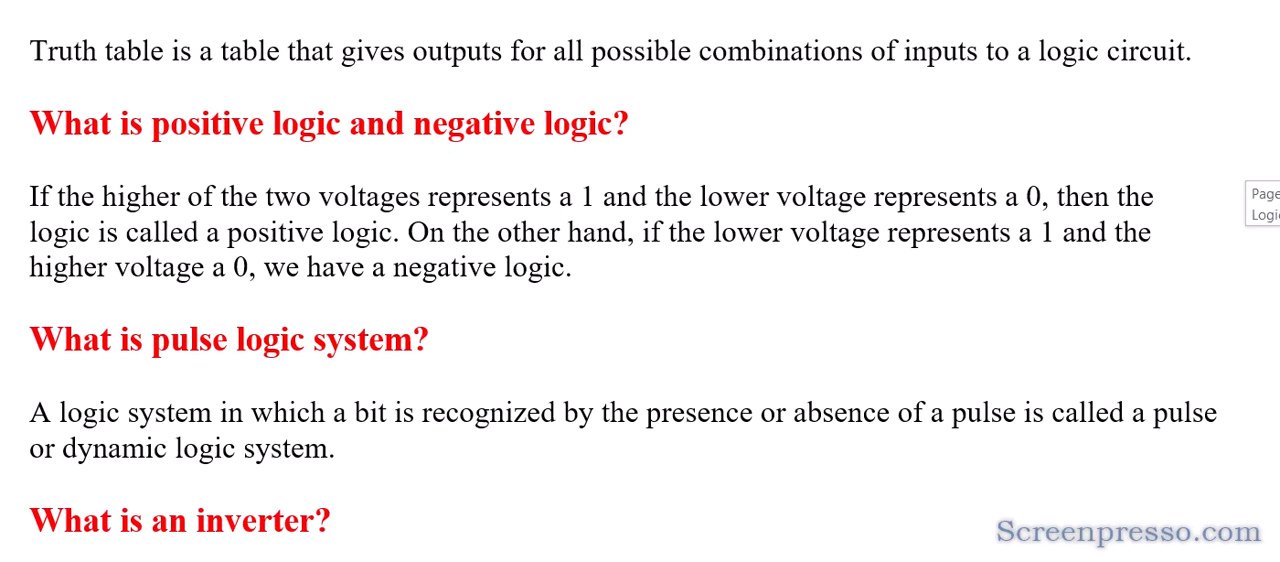 Truth table is a table that gives outputs for all possible combinations of inputs to a logic circuit.
What is positive logic and negative logic?
If the higher of the two voltages represents a 1 and the lower voltage represents a 0, then the
logic is called a positive logic. On the other hand, if the lower voltage represents a 1 and the
higher voltage a 0, we have a negative logic.
Page
What is pulse logic system?
A logic system in which a bit is recognized by the presence or absence of a pulse is called a pulse
or dynamic logic system.
What is an inverter?
Screenpresso.com